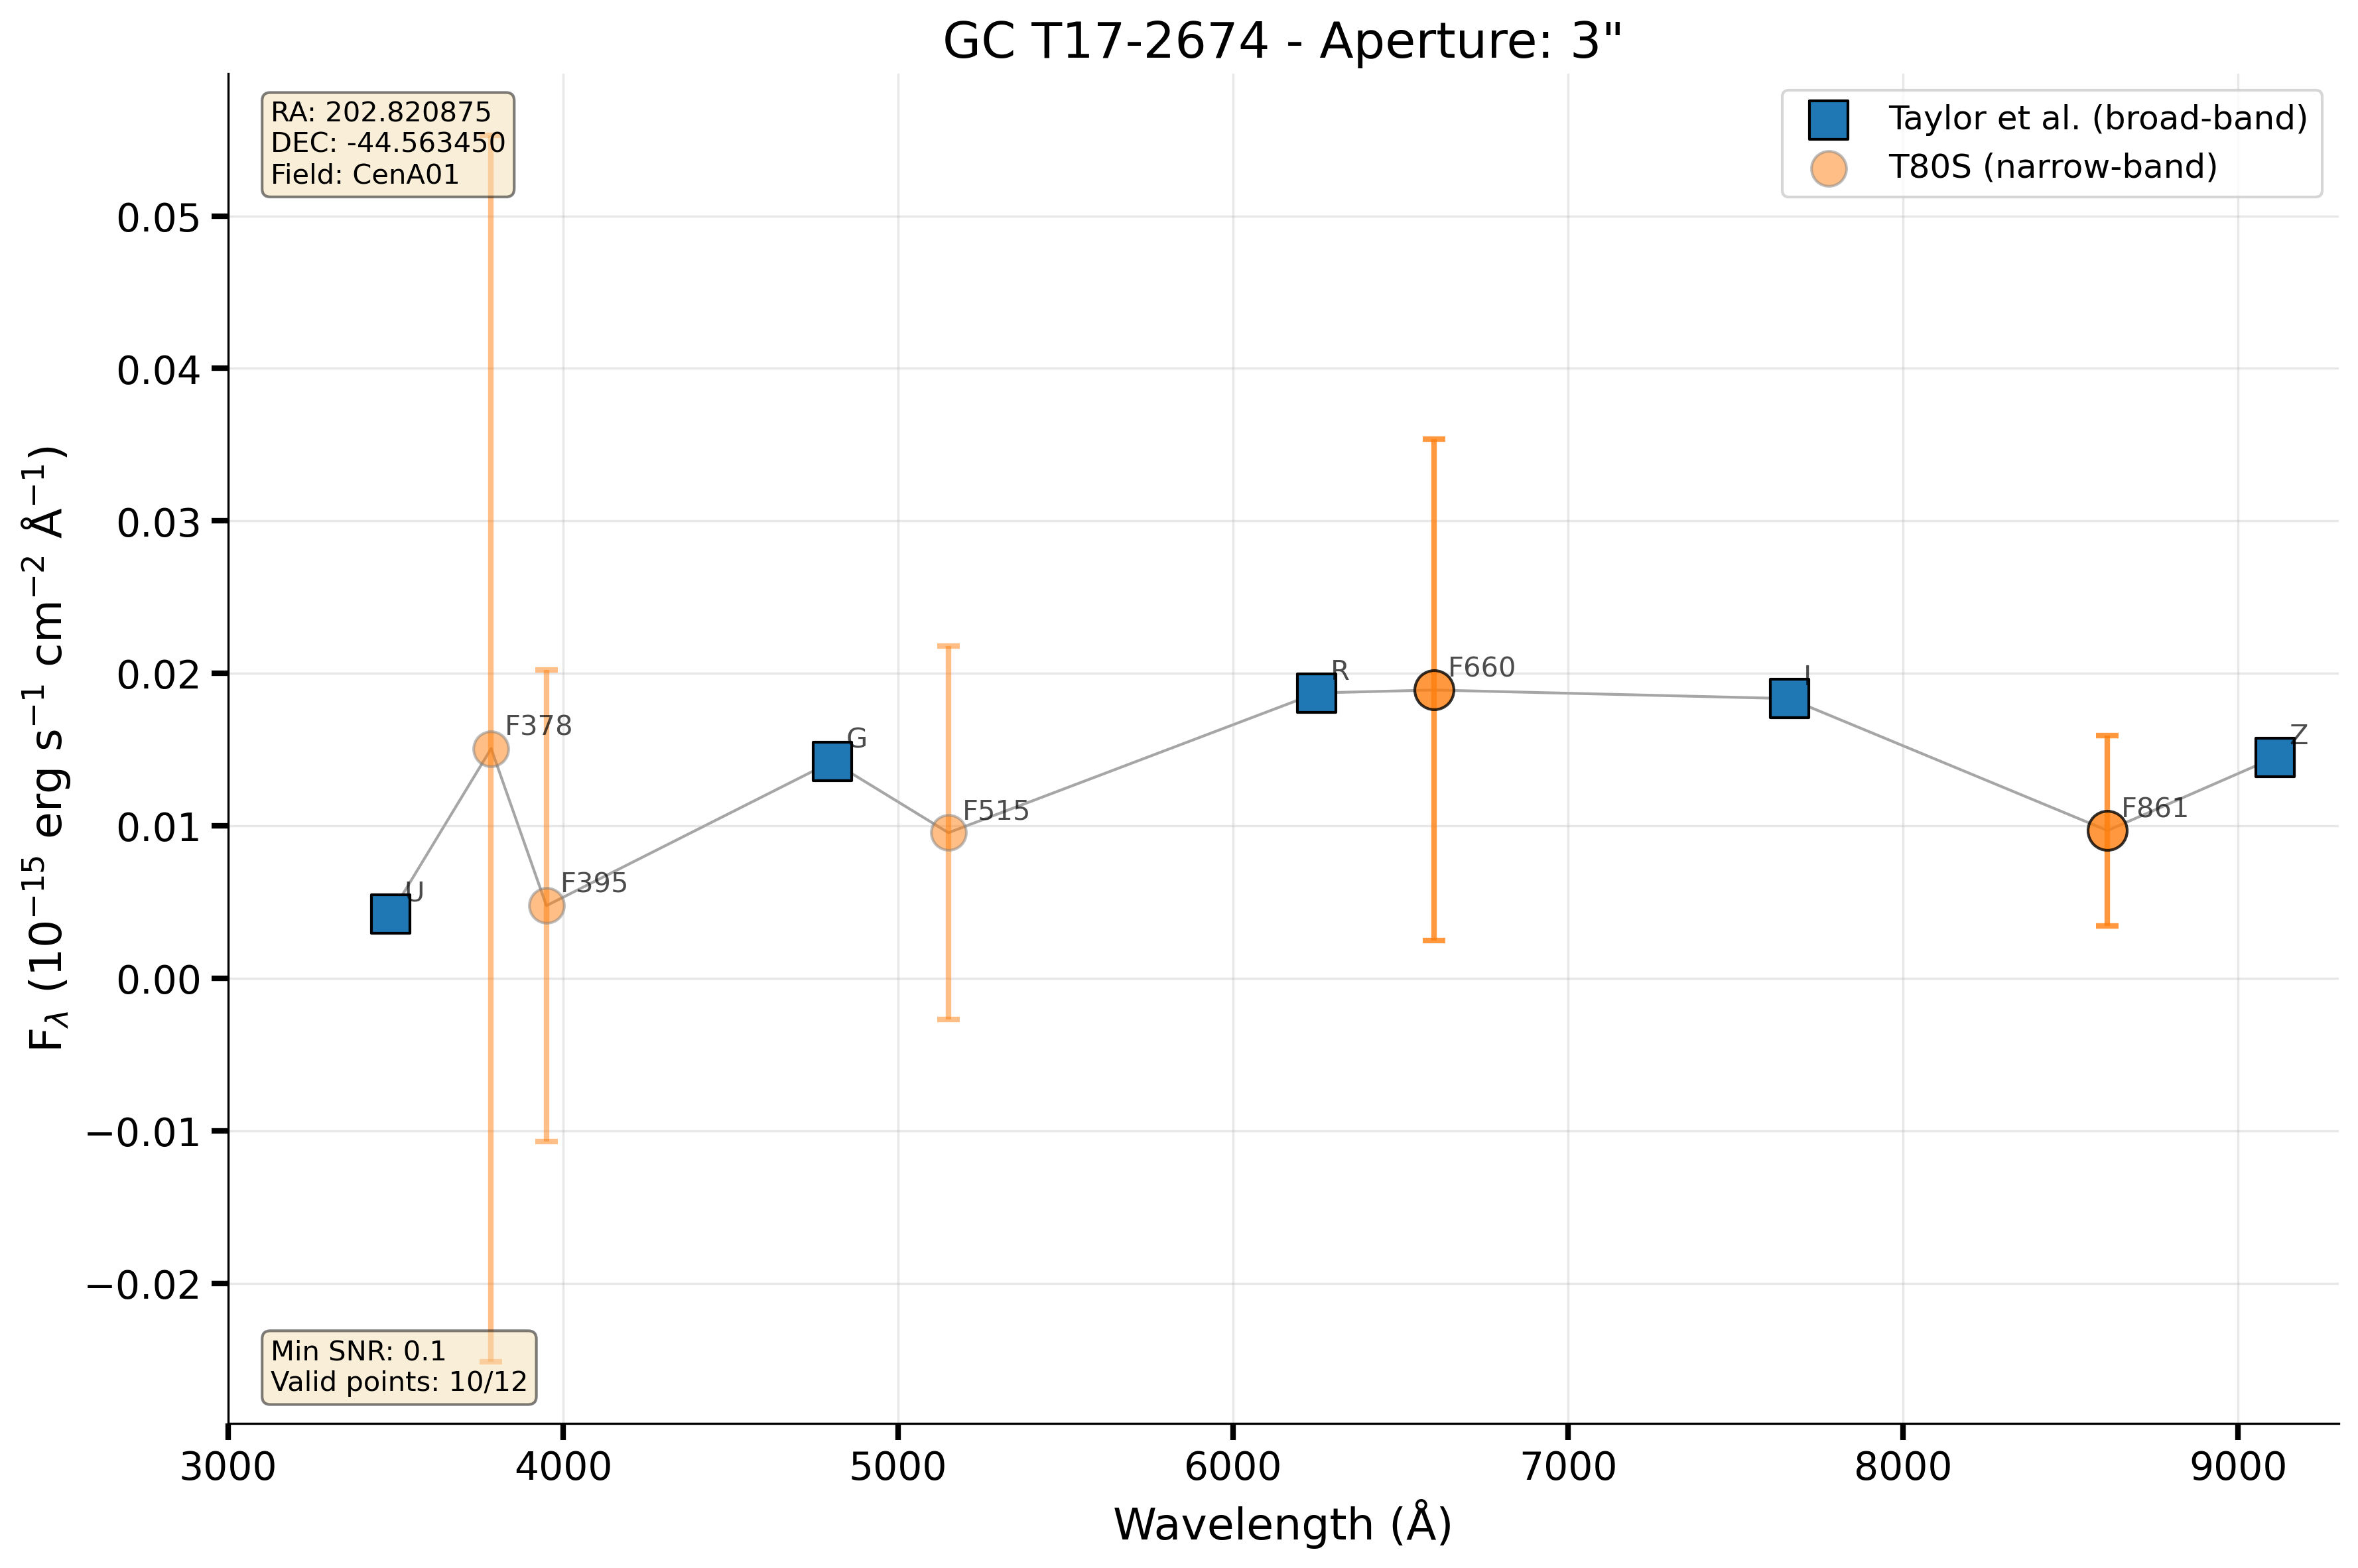 GC T17-2674 - Aperture: 3"
RA: 202.820875
DEC: -44.563450
Field: CenA01
Taylor et al. (broad-band)
T80S (narrow-band)
F_λ (10⁻¹⁵ erg s⁻¹ cm⁻² Å⁻¹)
0.05
0.04
0.03
0.02
0.01
0.00
−0.01
−0.02
U
F378
F395
G
F515
R
F660
I
F861
Z
Min SNR: 0.1
Valid points: 10/12
3000 4000 5000 6000 7000 8000 9000
Wavelength (Å)